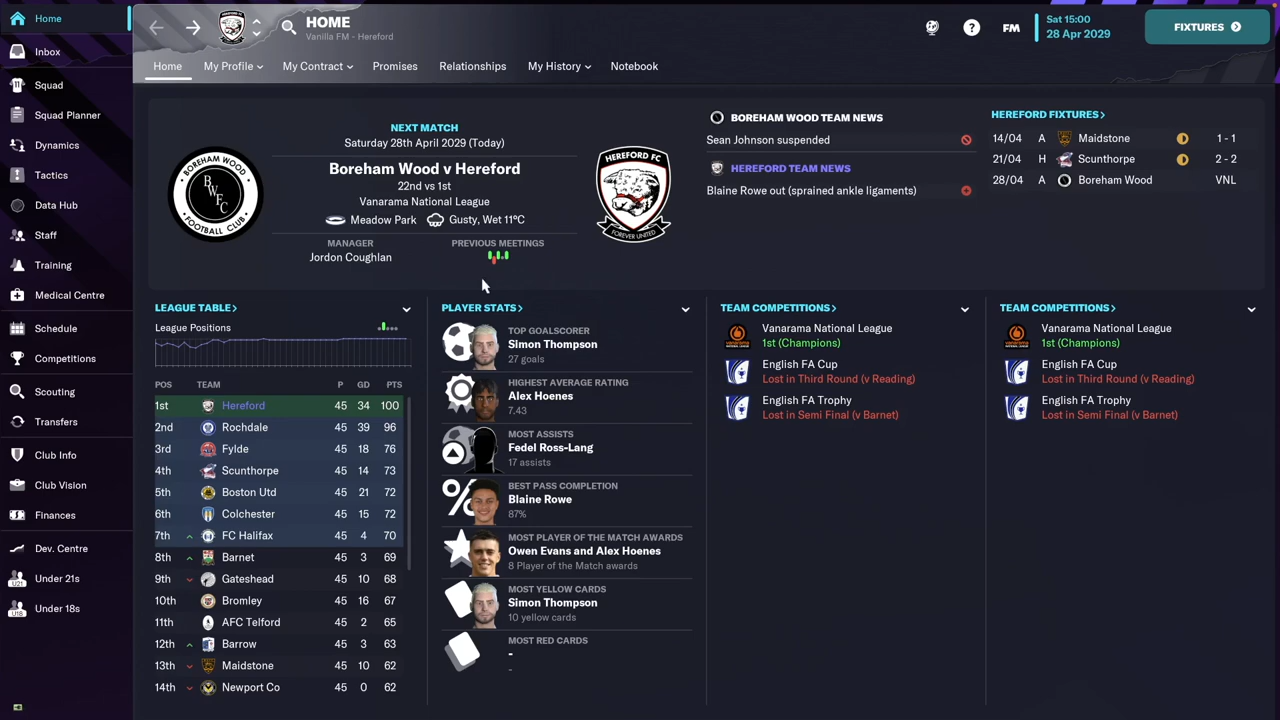 Home
Inbox
Squad
Squad Planner
Dynamics
Tactics
Data Hub
Staff
Training
Medical Centre
Schedule
Competitions
Scouting
Transfers
Club Info
Club Vision
Finances
Dev. Centre
Under 21s
Under 18s
HOME
Vanilla FM - Hereford
?
FM
Sat 15:00
28 Apr 2029
FIXTURES
Home
My Profile
My Contract
Promises
Relationships
My History
Notebook
NEXT MATCH
Saturday 28th April 2029 (Today)
Boreham Wood v Hereford
22nd vs 1st
Vanarama National League
Meadow Park Gusty, Wet 11°C
MANAGER
Jordon Coughlan
PREVIOUS MEETINGS
BOREHAM WOOD
FOOTBALL CLUB
HEREFORD FC
FOREVER UNITED
BOREHAM WOOD TEAM NEWS
Sean Johnson suspended
HEREFORD TEAM NEWS
Blaine Rowe out (sprained ankle ligaments)
HEREFORD FIXTURES>
14/04 A Maidstone 1 - 1
21/04 H Scunthorpe 2 - 2
28/04 A Boreham Wood VNL
LEAGUE TABLE>
League Positions
POS TEAM P GD PTS
1st Hereford 45 34 100
2nd Rochdale 45 39 96
3rd Fylde 45 18 76
4th Scunthorpe 45 14 73
5th Boston Utd 45 21 72
6th Colchester 45 15 72
7th FC Halifax 45 4 70
8th Barnet 45 3 69
9th Gateshead 45 10 68
10th Bromley 45 16 67
11th AFC Telford 45 2 65
12th Barrow 45 3 63
13th Maidstone 45 10 62
14th Newport Co 45 0 62
PLAYER STATS>
TOP GOALSCORER
Simon Thompson
27 goals
HIGHEST AVERAGE RATING
Alex Hoenes
7.43
MOST ASSISTS
Fedel Ross-Lang
17 assists
BEST PASS COMPLETION
Blaine Rowe
87%
MOST PLAYER OF THE MATCH AWARDS
Owen Evans and Alex Hoenes
8 Player of the Match awards
MOST YELLOW CARDS
Simon Thompson
10 yellow cards
MOST RED CARDS
-
-
TEAM COMPETITIONS>
Vanarama National League
1st (Champions)
English FA Cup
Lost in Third Round (v Reading)
English FA Trophy
Lost in Semi Final (v Barnet)
TEAM COMPETITIONS>
Vanarama National League
1st (Champions)
English FA Cup
Lost in Third Round (v Reading)
English FA Trophy
Lost in Semi Final (v Barnet)